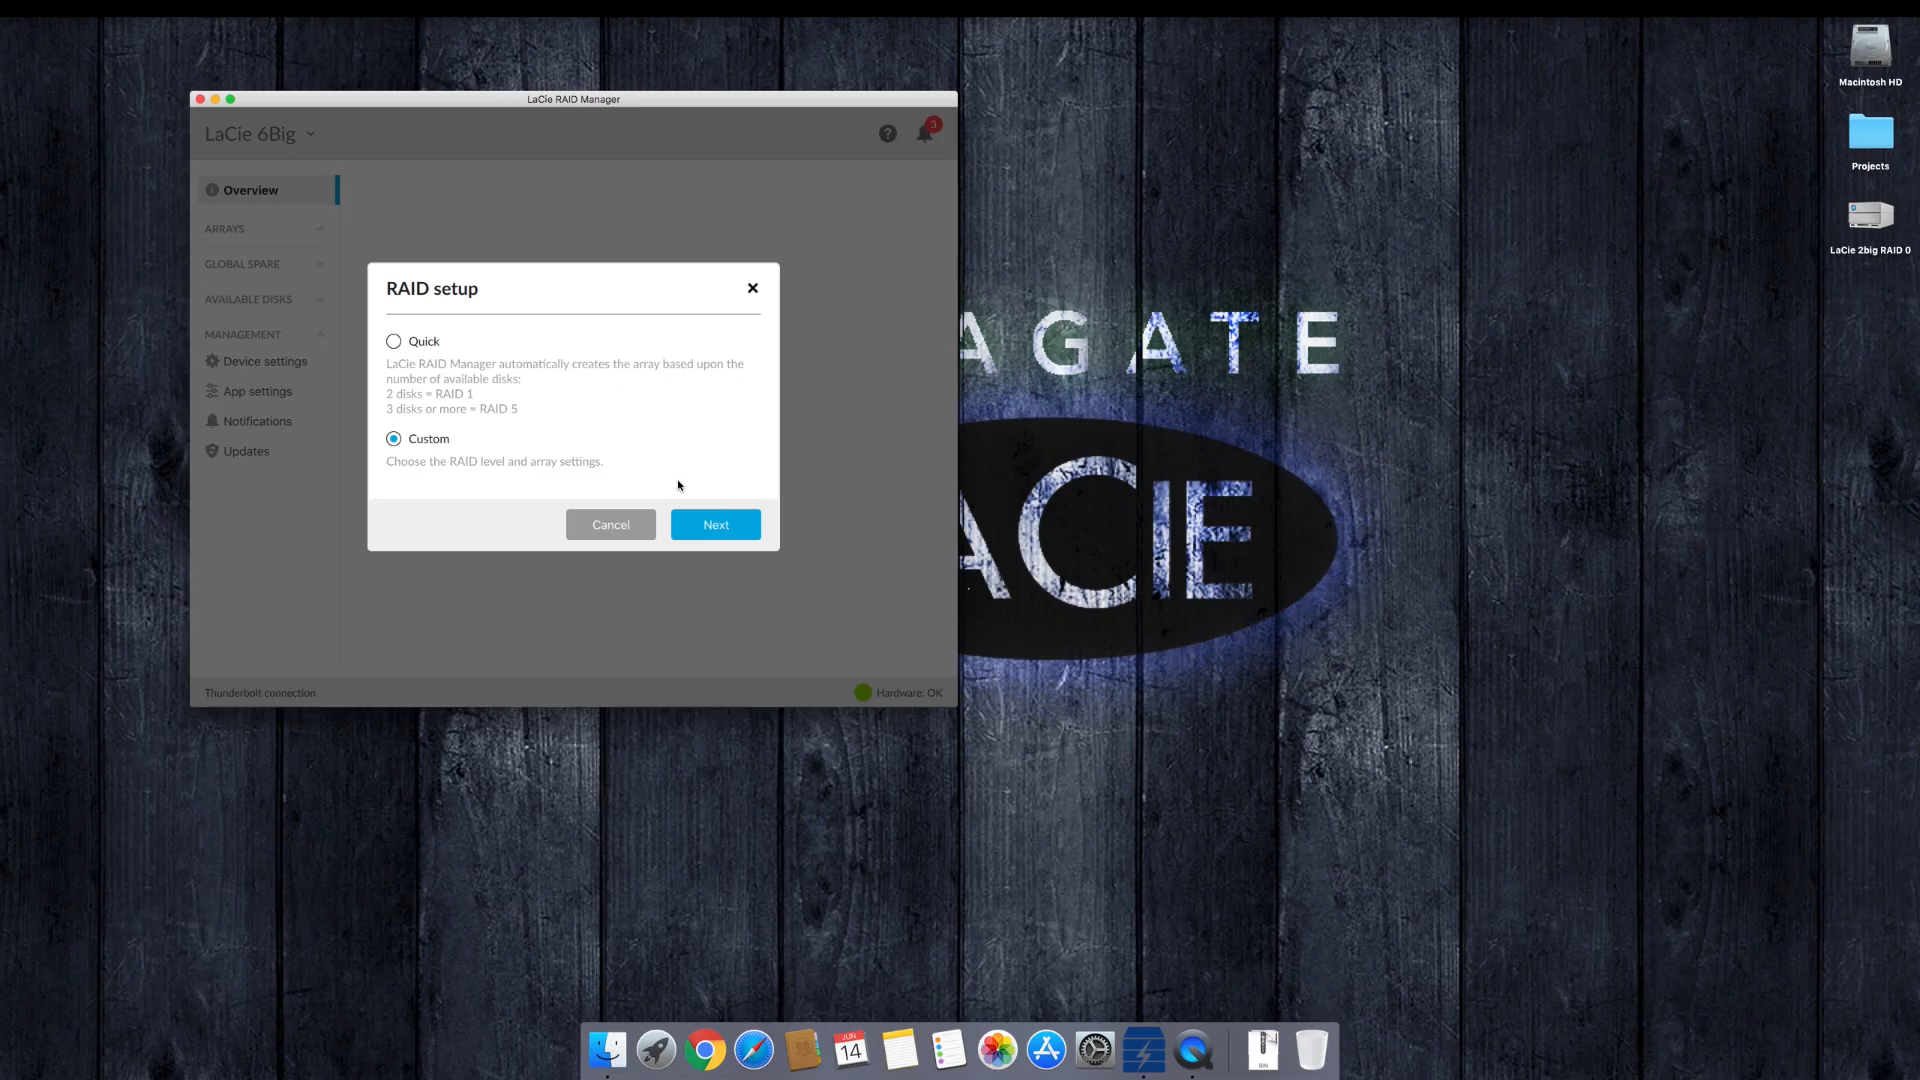 LaCie RAID Manager
LaCie 6Big
3
Overview
ARRAYS
GLOBAL SPARE
AVAILABLE DISKS
MANAGEMENT
Device settings
App settings
Notifications
Updates
RAID setup
Quick
LaCie RAID Manager automatically creates the array based upon the
number of available disks:
2 disks = RAID 1
3 disks or more = RAID 5
Custom
Choose the RAID level and array settings.
Cancel
Next
Thunderbolt connection
Hardware: OK
AGATE
ACIE
Macintosh HD
Projects
LaCie 2big RAID 0
JUN
14
BIN